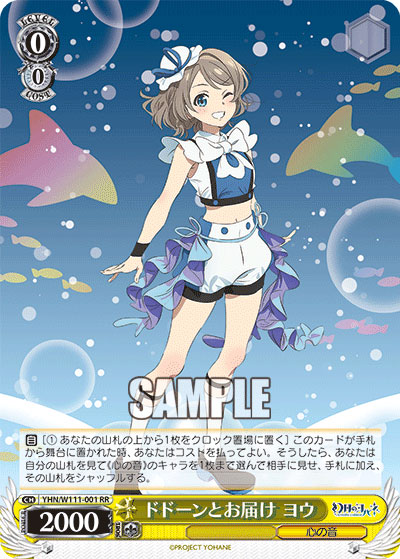 LEVEL
0
0
COST
SAMPLE
自 [① あなたの山札の上から1枚をクロック置場に置く] このカードが手札
から舞台に置かれた時、あなたはコストを払ってよい。そうしたら、あなたは
自分の山札を見て《心の音》のキャラを1枚まで選んで相手に見せ、手札に加え、
その山札をシャッフルする。
CH YHN/W111-001 RR
2000
ドドーンとお届け ヨウ
幻日のヨハネ
心の音
©PROJECT YOHANE